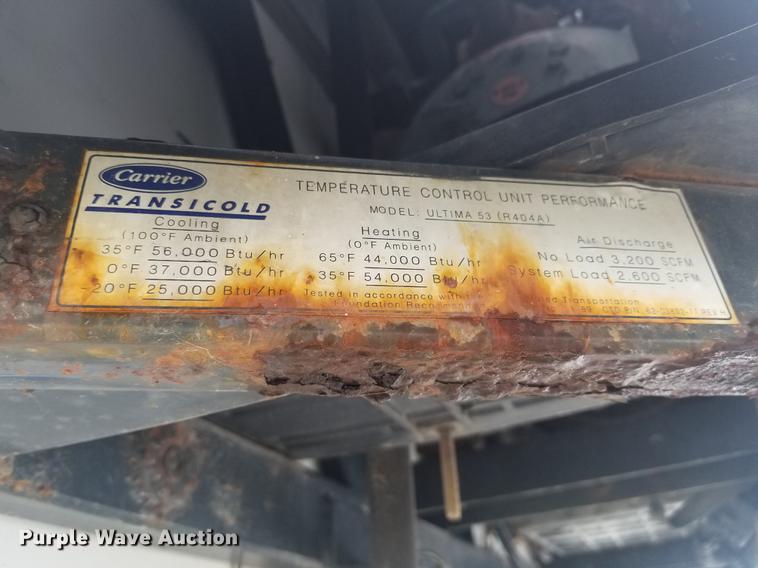 Carrier
TRANSICOLD
TEMPERATURE CONTROL UNIT PERFORMANCE
MODEL: ULTIMA 53 (R404A)
Cooling
(100°F Ambient)
35°F 56,000 Btu/hr
0°F 37,000 Btu/hr
-20°F 25,000 Btu/hr
Heating
(0°F Ambient)
65°F 44,000 Btu/hr
35°F 54,000 Btu/hr
Air Discharge
No Load 3,200 SCFM
System Load 2,600 SCFM
Tested in accordance with Transportation
Purple Wave Auction